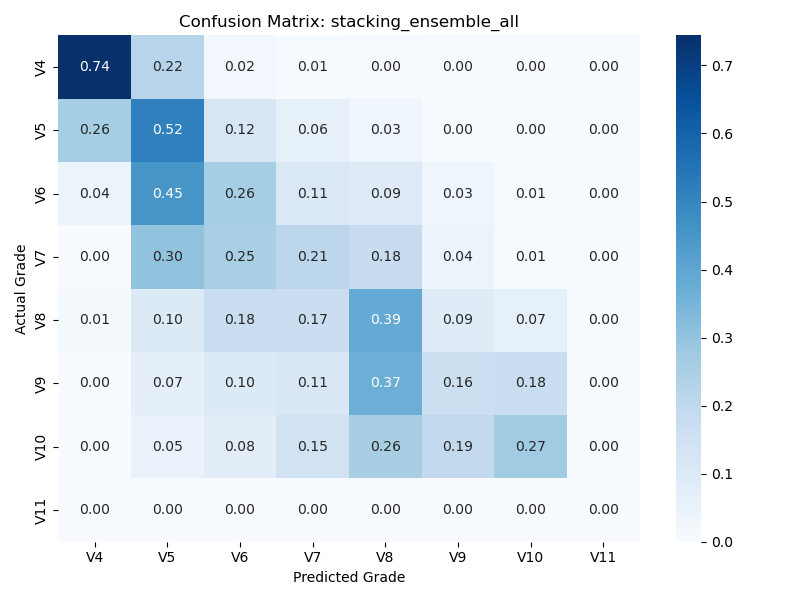 Confusion Matrix: stacking_ensemble_all
V4 0.74 0.22 0.02 0.01 0.00 0.00 0.00 0.00
V5 0.26 0.52 0.12 0.06 0.03 0.00 0.00 0.00
V6 0.04 0.45 0.26 0.11 0.09 0.03 0.01 0.00
V7 0.00 0.30 0.25 0.21 0.18 0.04 0.01 0.00
V8 0.01 0.10 0.18 0.17 0.39 0.09 0.07 0.00
V9 0.00 0.07 0.10 0.11 0.37 0.16 0.18 0.00
V10 0.00 0.05 0.08 0.15 0.26 0.19 0.27 0.00
V11 0.00 0.00 0.00 0.00 0.00 0.00 0.00 0.00
V4 V5 V6 V7 V8 V9 V10 V11
Predicted Grade
Actual Grade
0.7
0.6
0.5
0.4
0.3
0.2
0.1
0.0